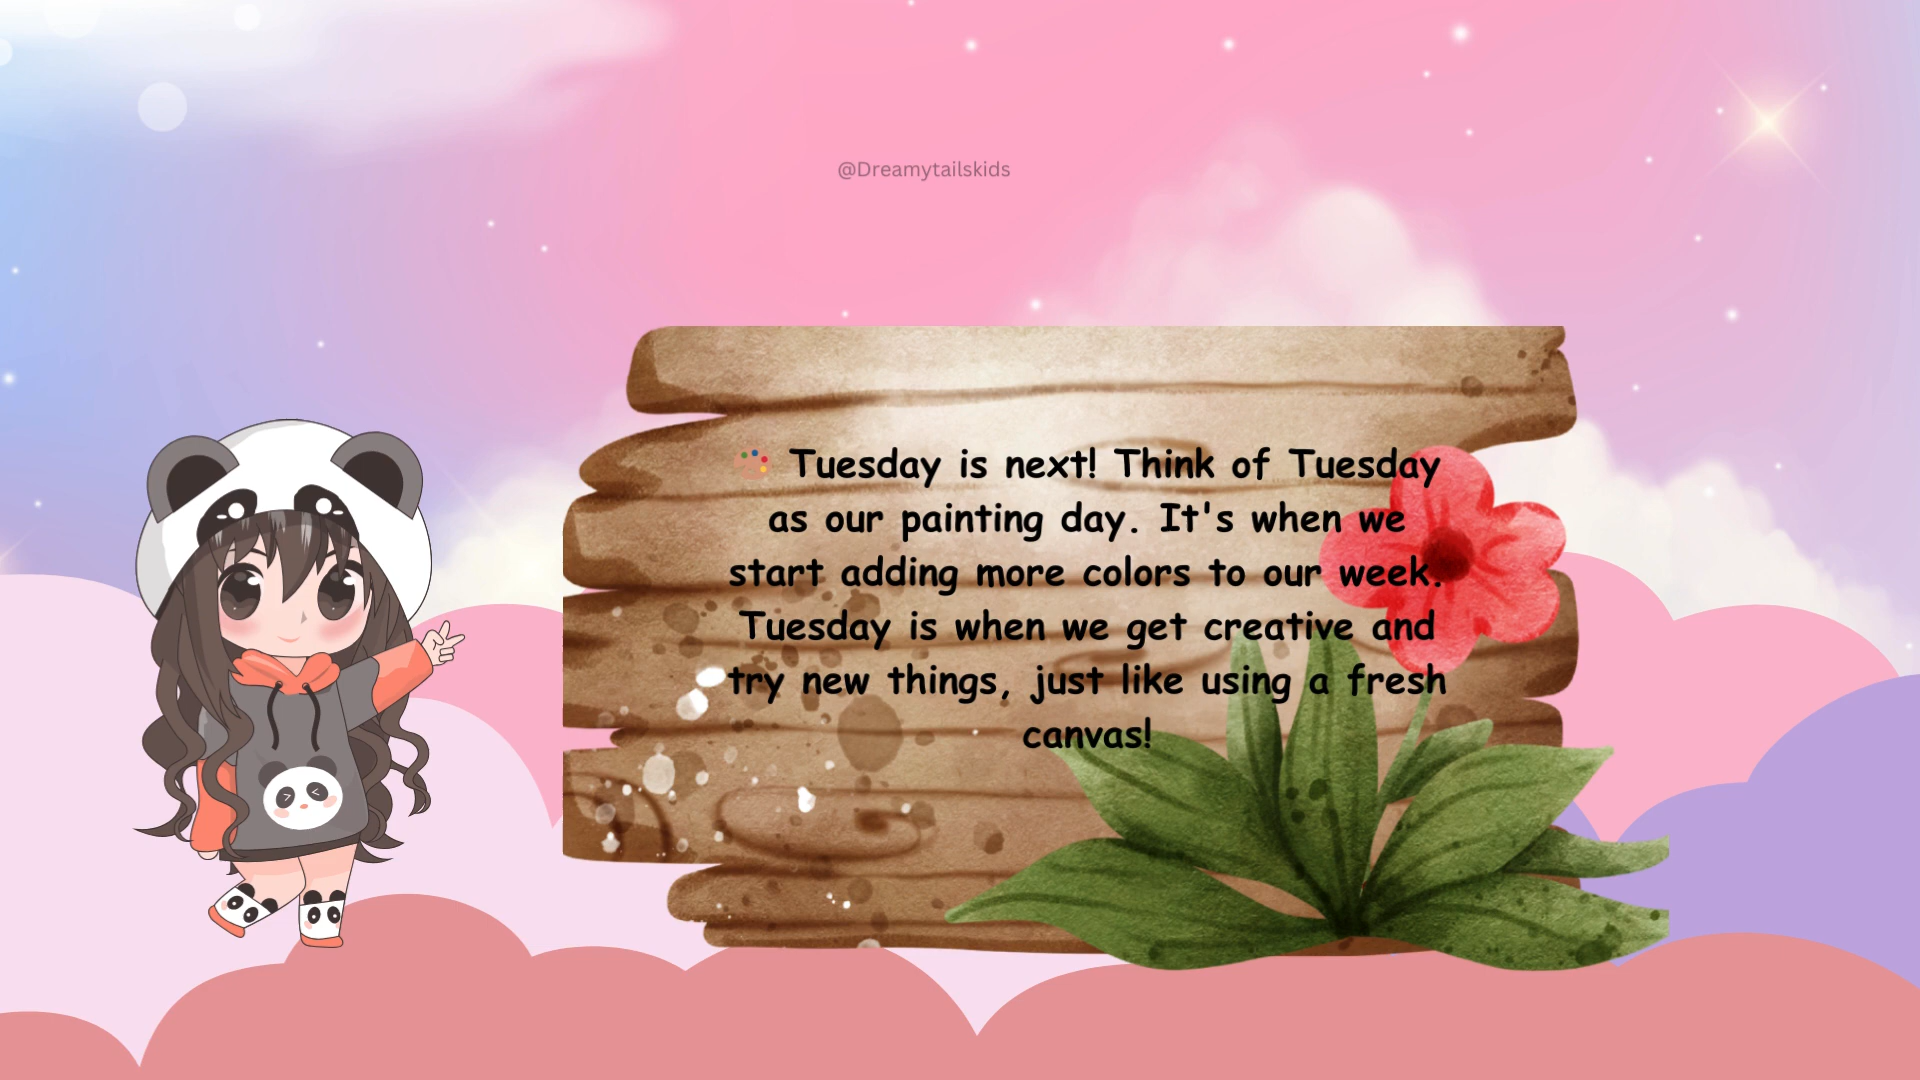 @Dreamytailskids
🎨 Tuesday is next! Think of Tuesday
as our painting day. It's when we
start adding more colors to our week.
Tuesday is when we get creative and
try new things, just like using a fresh
canvas!